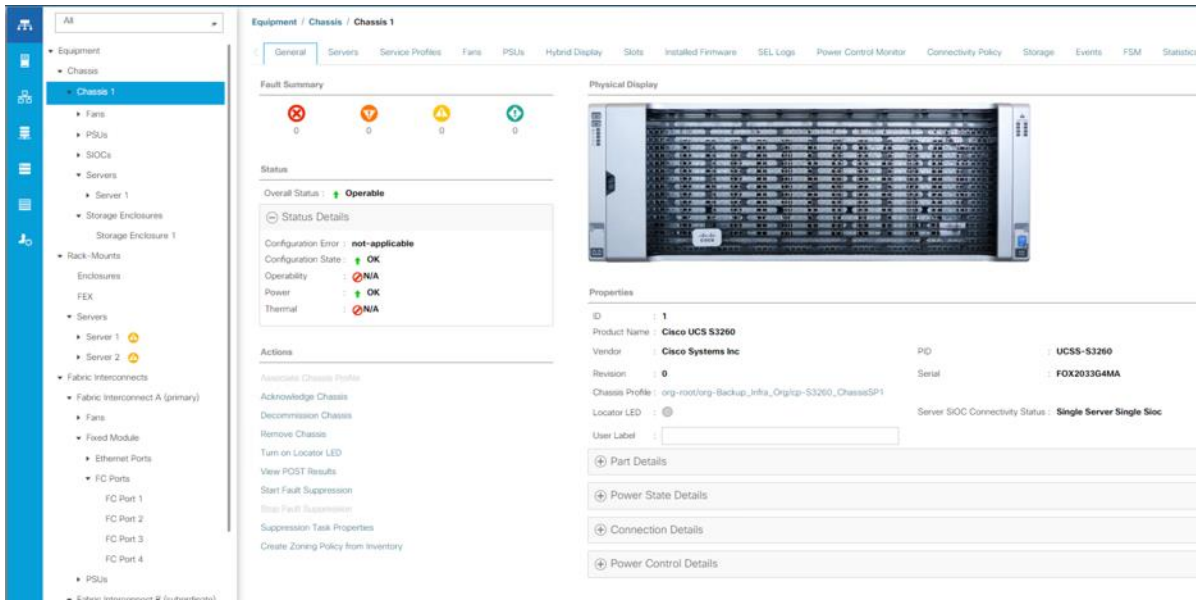 All
Equipment
Chassis
Chassis 1
Fans
PSUs
SIOCs
Servers
Server 1
Storage Enclosures
Storage Enclosure 1
Rack-Mounts
Enclosures
FEX
Servers
Server 1
Server 2
Fabric Interconnects
Fabric Interconnect A (primary)
Fans
Fixed Module
Ethernet Ports
FC Ports
FC Port 1
FC Port 2
FC Port 3
FC Port 4
PSUs
Fabric Interconnect B (subordinate)
Equipment / Chassis / Chassis 1
General Servers Service Profiles Fans PSUs Hybrid Display Slots Installed Firmware SEL Logs Power Control Monitor Connectivity Policy Storage Events FSM Statistics
Fault Summary
0 0 0 0
Status
Overall Status : Operable
Status Details
Configuration Error : not-applicable
Configuration State : OK
Operability : N/A
Power : OK
Thermal : N/A
Actions
Associate Chassis Profile
Acknowledge Chassis
Decommission Chassis
Remove Chassis
Turn on Locator LED
View POST Results
Start Fault Suppression
Stop Fault Suppression
Suppression Task Properties
Create Zoning Policy from Inventory
Physical Display
Properties
ID : 1
Product Name : Cisco UCS S3260
Vendor : Cisco Systems Inc PID : UCSS-S3260
Revision : 0 Serial : FOX2033G4MA
Chassis Profile : org-root/org-Backup_Infra_Org/cp-S3260_ChassisSP1
Locator LED : Server SIOC Connectivity Status : Single Server Single Sioc
User Label :
Part Details
Power State Details
Connection Details
Power Control Details